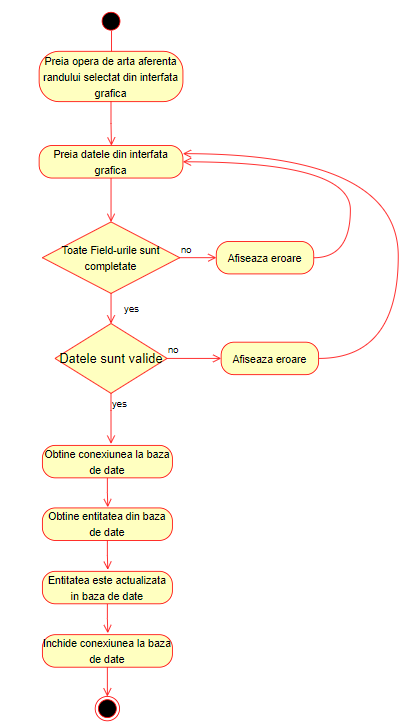 Preia opera de arta aferenta
randului selectat din interfata
grafica
Preia datele din interfata
grafica
Toate Field-urile sunt
completate
no
Afiseaza eroare
yes
Datele sunt valide
no
Afiseaza eroare
yes
Obtine conexiunea la baza
de date
Obtine entitatea din baza
de date
Entitatea este actualizata
in baza de date
Inchide conexiunea la baza
de date